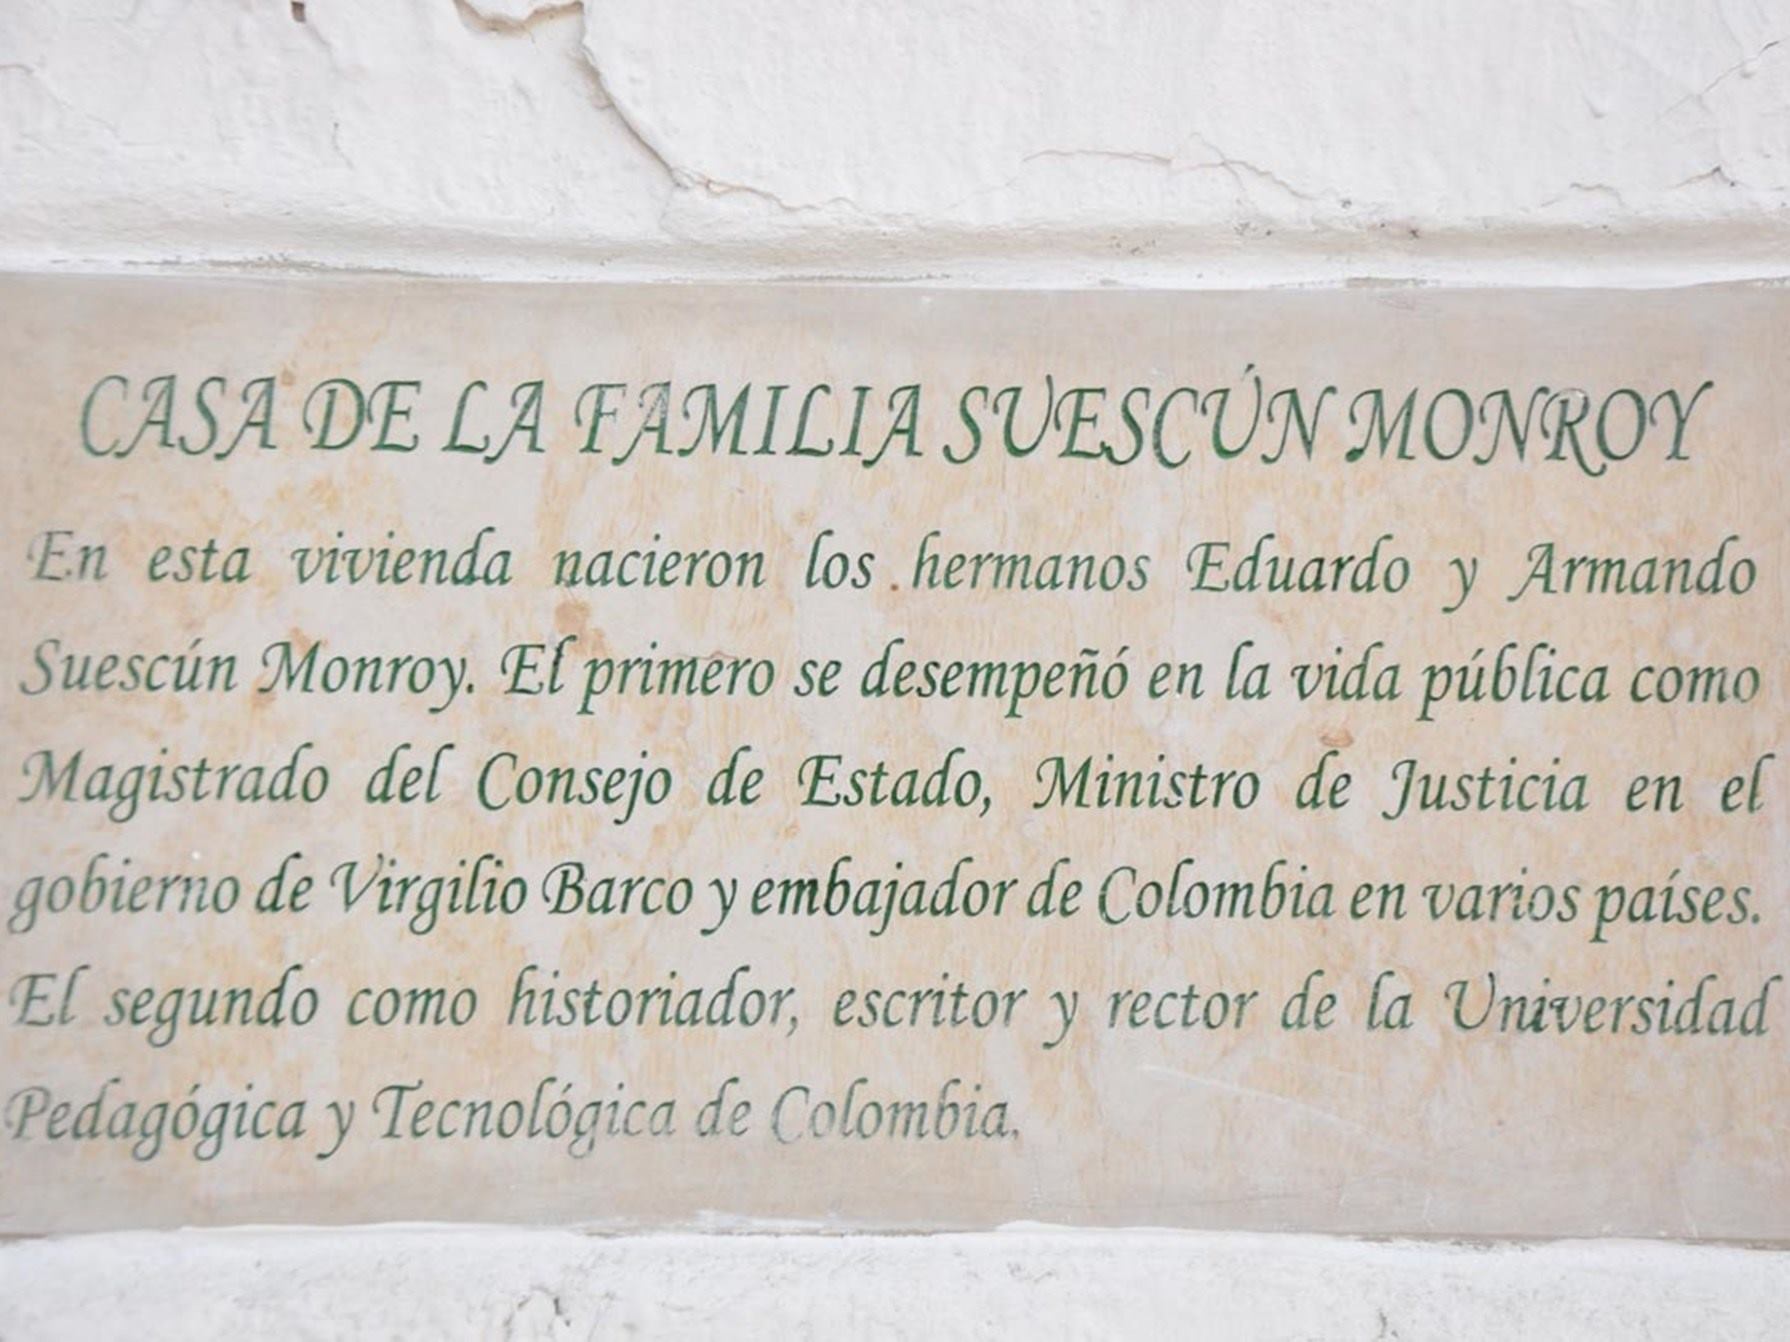 CASA DE LA FAMILIA SUESCÚN MONROY
En esta vivienda nacieron los hermanos Eduardo y Armando
Suescún Monroy. El primero se desempeñó en la vida pública como
Magistrado del Consejo de Estado, Ministro de Justicia en el
gobierno de Virgilio Barco y embajador de Colombia en varios países.
El segundo como historiador, escritor y rector de la Universidad
Pedagógica y Tecnológica de Colombia.